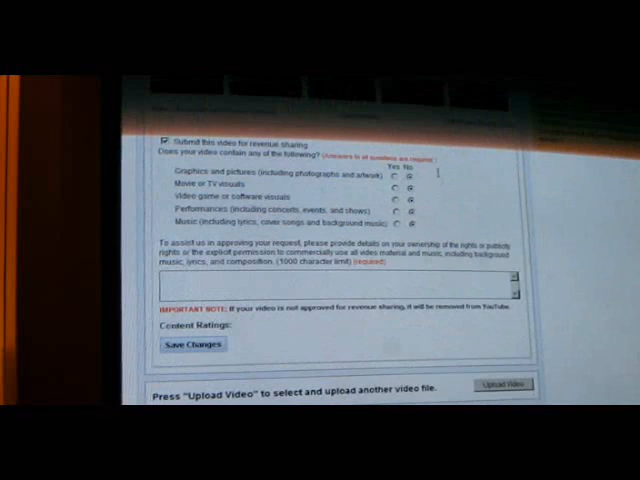 Submit this video for revenue sharing
Does your video contain any of the following? (Answers to all questions are required.)
Yes No
Graphics and pictures (including photographs and artwork)
Movie or TV visuals
Video game or software visuals
Performances (including concerts, events, and shows)
Music (including lyrics, cover songs and background music)
To assist us in approving your request, please provide details on your ownership of the rights or publicity
rights or the explicit permission to commercially use all video material and music, including background
music, lyrics, and composition. (1000 character limit) (required)
IMPORTANT NOTE: If your video is not approved for revenue sharing, it will be removed from YouTube.
Content Ratings:
Save Changes
Press "Upload Video" to select and upload another video file.
Upload Video